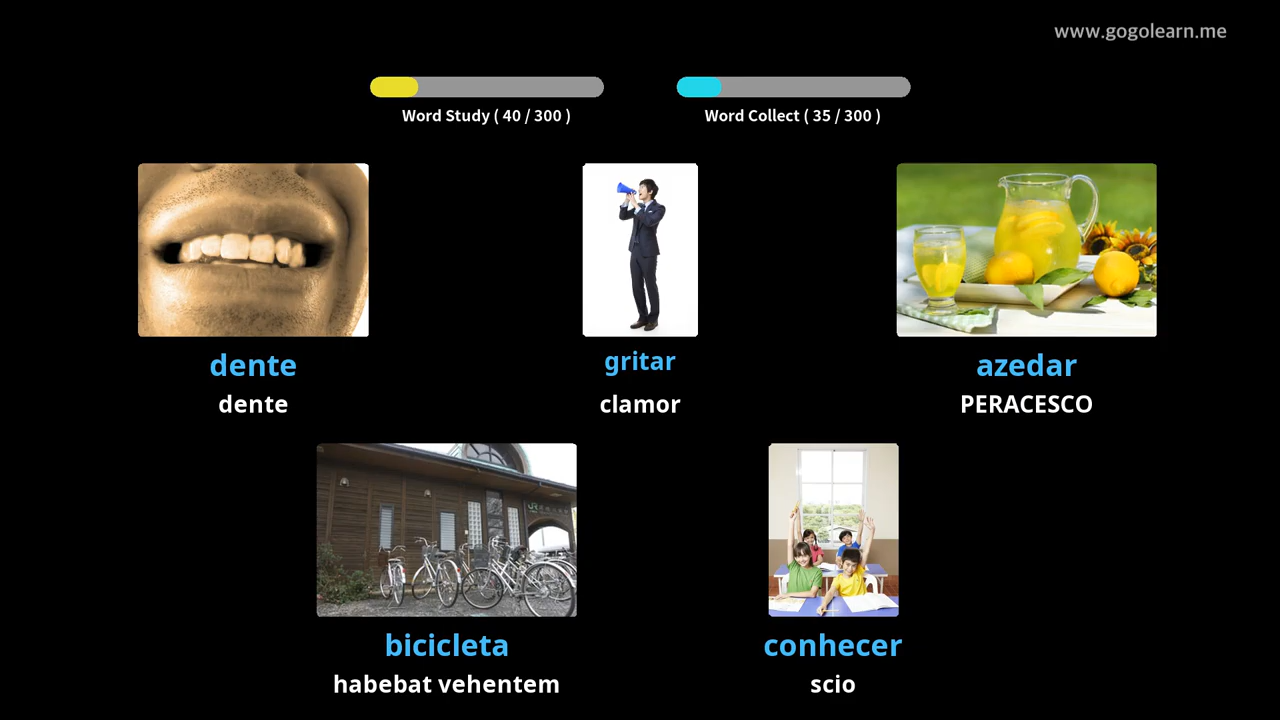 www.gogolearn.me
Word Study ( 40 / 300 )
Word Collect ( 35 / 300 )
dente
dente
gritar
clamor
azedar
PERACESCO
bicicleta
habebat vehentem
conhecer
scio